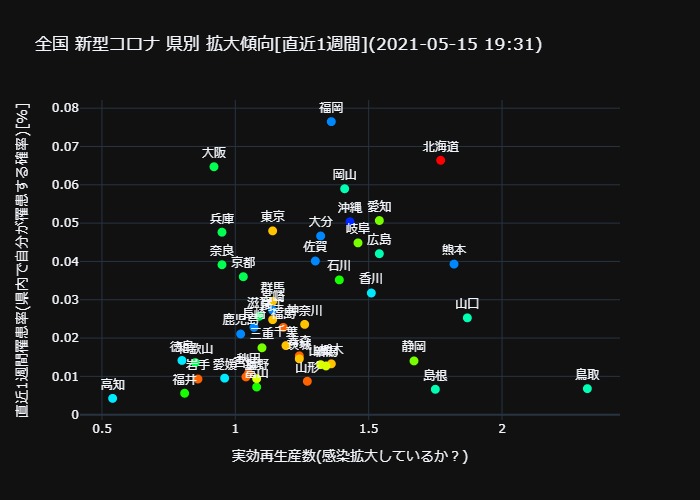 全国 新型コロナ 県別 拡大傾向[直近1週間](2021-05-15 19:31)
直近1週間罹患率(県内で自分が罹患する確率)[%]
0.08
福岡
0.07
大阪
北海道
0.06
岡山
0.05
沖縄
愛知
兵庫
東京
大分
岐阜
広島
0.04
奈良
佐賀
熊本
京都
石川
香川
0.03
群馬
滋賀
長崎
福島
神奈川
山口
鹿児島
0.02
三重
千葉
静岡
秋田
岩手
愛媛
山形
0.01
福井
富山
高知
島根
鳥取
0
0.5
1
1.5
2
実効再生産数(感染拡大しているか？)